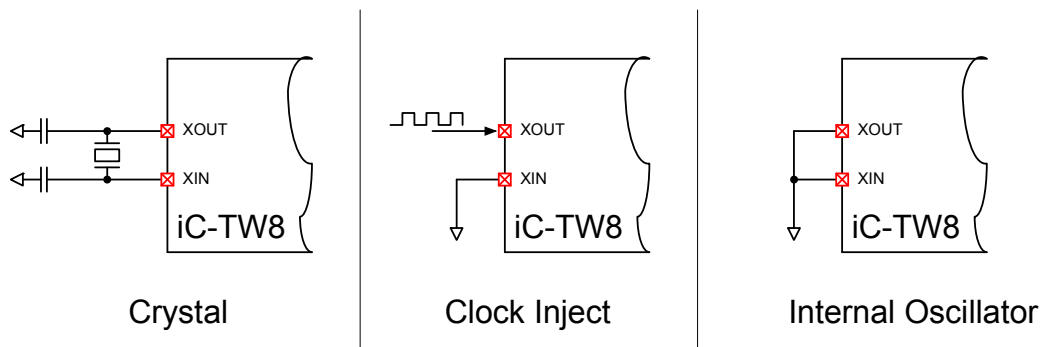 XOUT
XIN
iC-TW8
Crystal
XOUT
XIN
iC-TW8
Clock Inject
XOUT
XIN
iC-TW8
Internal Oscillator